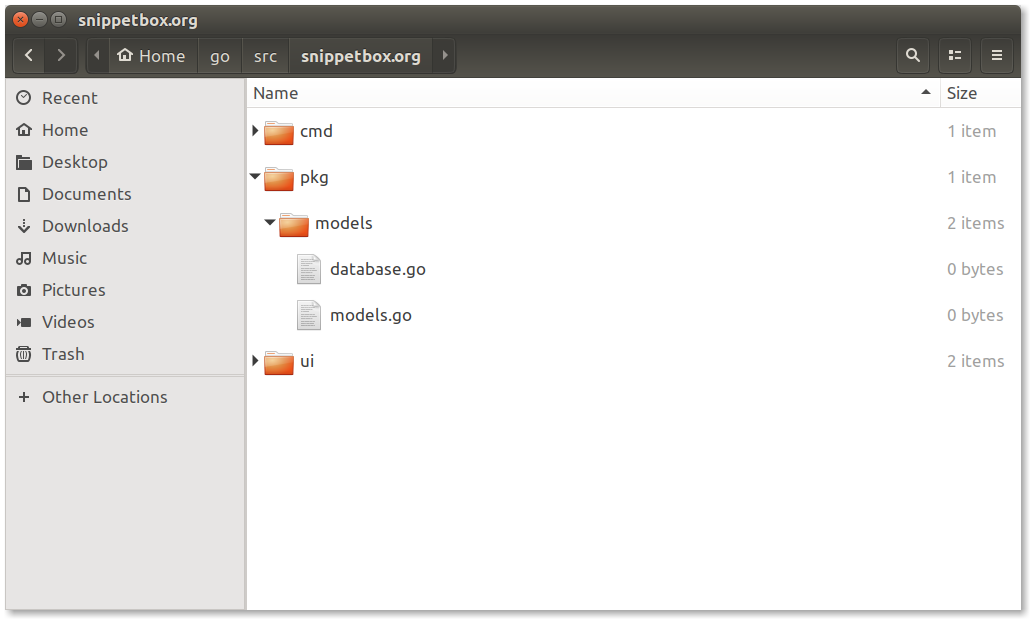 snippetbox.org
Home go src snippetbox.org
Recent
Home
Desktop
Documents
Downloads
Music
Pictures
Videos
Trash
Other Locations
Name Size
cmd 1 item
pkg 1 item
models 2 items
database.go 0 bytes
models.go 0 bytes
ui 2 items